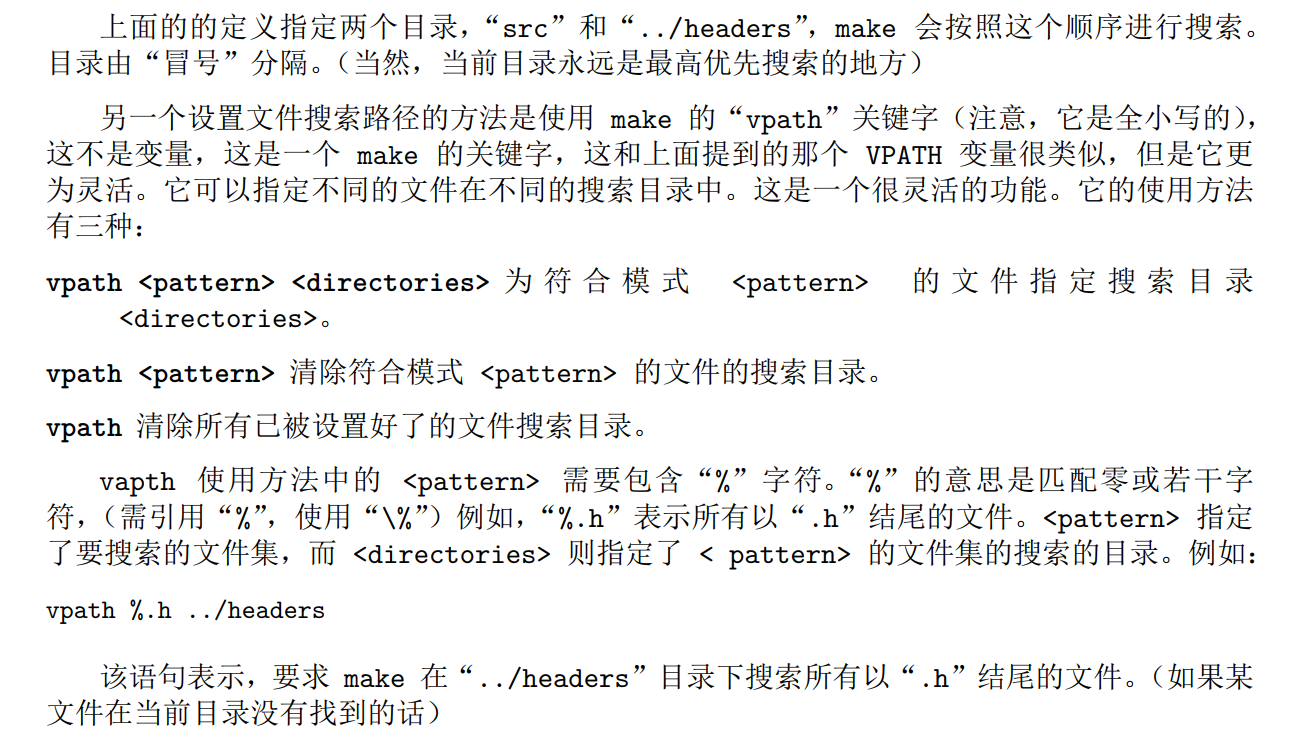 上面的的定义指定两个目录，“src”和“../headers”，make 会按照这个顺序进行搜索。
目录由“冒号”分隔。（当然，当前目录永远是最高优先搜索的地方）
另一个设置文件搜索路径的方法是使用 make 的“vpath”关键字（注意，它是全小写的），
这不是变量，这是一个 make 的关键字，这和上面提到的那个 VPATH 变量很类似，但是它更
为灵活。它可以指定不同的文件在不同的搜索目录中。这是一个很灵活的功能。它的使用方法
有三种：
vpath <pattern> <directories> 为符合模式 <pattern> 的文件指定搜索目录
<directories>。
vpath <pattern> 清除符合模式 <pattern> 的文件的搜索目录。
vpath 清除所有已被设置好了的文件搜索目录。
vapth 使用方法中的 <pattern> 需要包含“%”字符。“%”的意思是匹配零或若干字
符，（需引用“%”，使用“\%”）例如，“%.h”表示所有以“.h”结尾的文件。<pattern> 指定
了要搜索的文件集，而 <directories> 则指定了 < pattern> 的文件集的搜索的目录。例如：
vpath %.h ../headers
该语句表示，要求 make 在“../headers”目录下搜索所有以“.h”结尾的文件。（如果某
文件在当前目录没有找到的话）